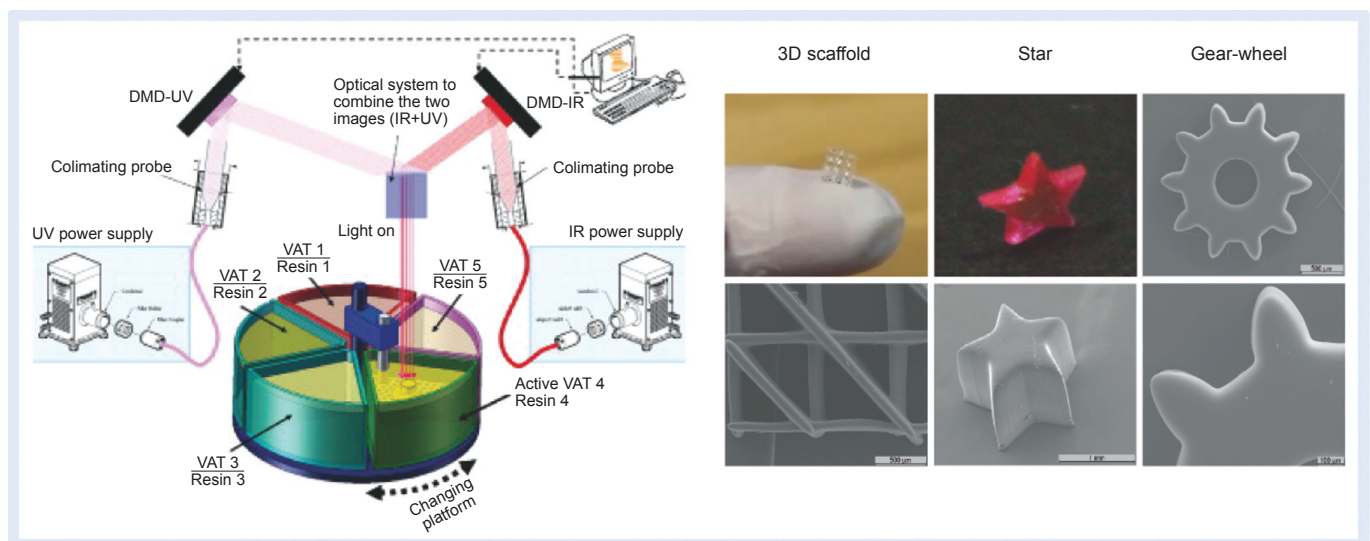 3D scaffold
Star
Gear-wheel
DMD-UV
Optical system to
combine the two
images (IR+UV)
DMD-IR
Colimating probe
Colimating probe
UV power supply
Light on
IR power supply
VAT 1
Resin 1
VAT 2
Resin 2
VAT 5
Resin 5
Active VAT 4
Resin 4
VAT 3
Resin 3
Changing
platform
500 μm
500 μm
1 mm
100 μm